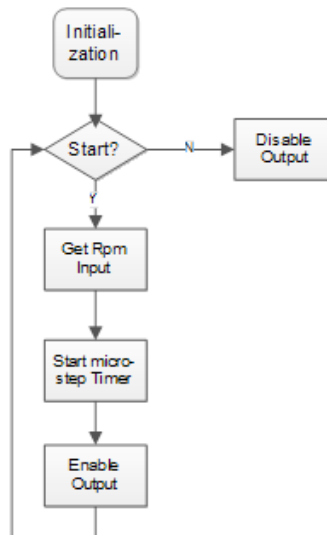 Initiali-
zation
Start?
N
Disable
Output
Y
Get Rpm
Input
Start micro-
step Timer
Enable
Output